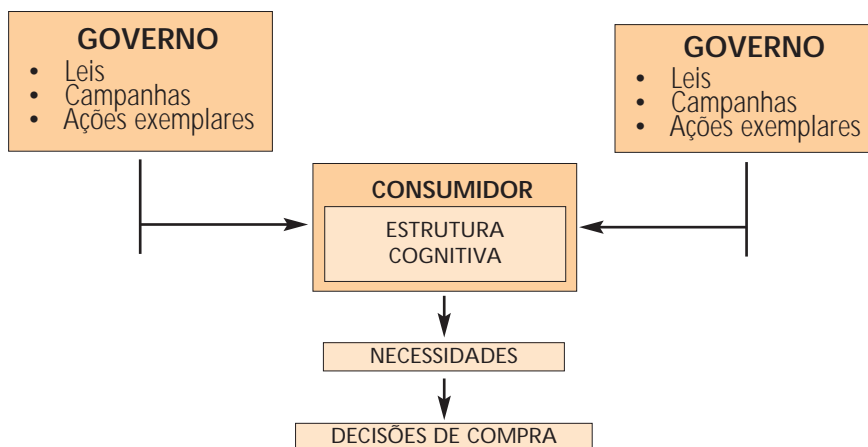 GOVERNO
• Leis
• Campanhas
• Ações exemplares
GOVERNO
• Leis
• Campanhas
• Ações exemplares
CONSUMIDOR
ESTRUTURA
COGNITIVA
NECESSIDADES
DECISÕES DE COMPRA